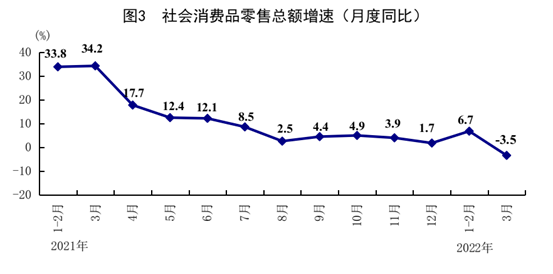 图3 社会消费品零售总额增速（月度同比）
(%)
40
30
20
10
0
-10
-20
33.8
34.2
17.7
12.4
12.1
8.5
2.5
4.4
4.9
3.9
1.7
6.7
-3.5
1-2月
3月
4月
5月
6月
7月
8月
9月
10月
11月
12月
1-2月
3月
2021年
2022年